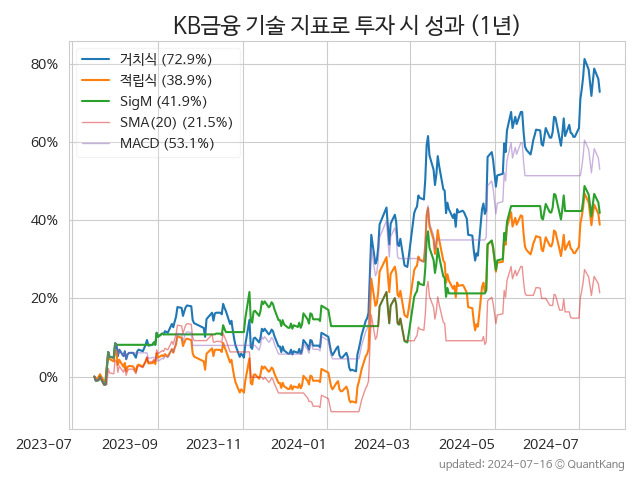 KB금융 기술 지표로 투자 시 성과 (1년)
거치식 (72.9%)
적립식 (38.9%)
SigM (41.9%)
SMA(20) (21.5%)
MACD (53.1%)
80%
60%
40%
20%
0%
2023-07 2023-09 2023-11 2024-01 2024-03 2024-05 2024-07
updated: 2024-07-16 © QuantKang